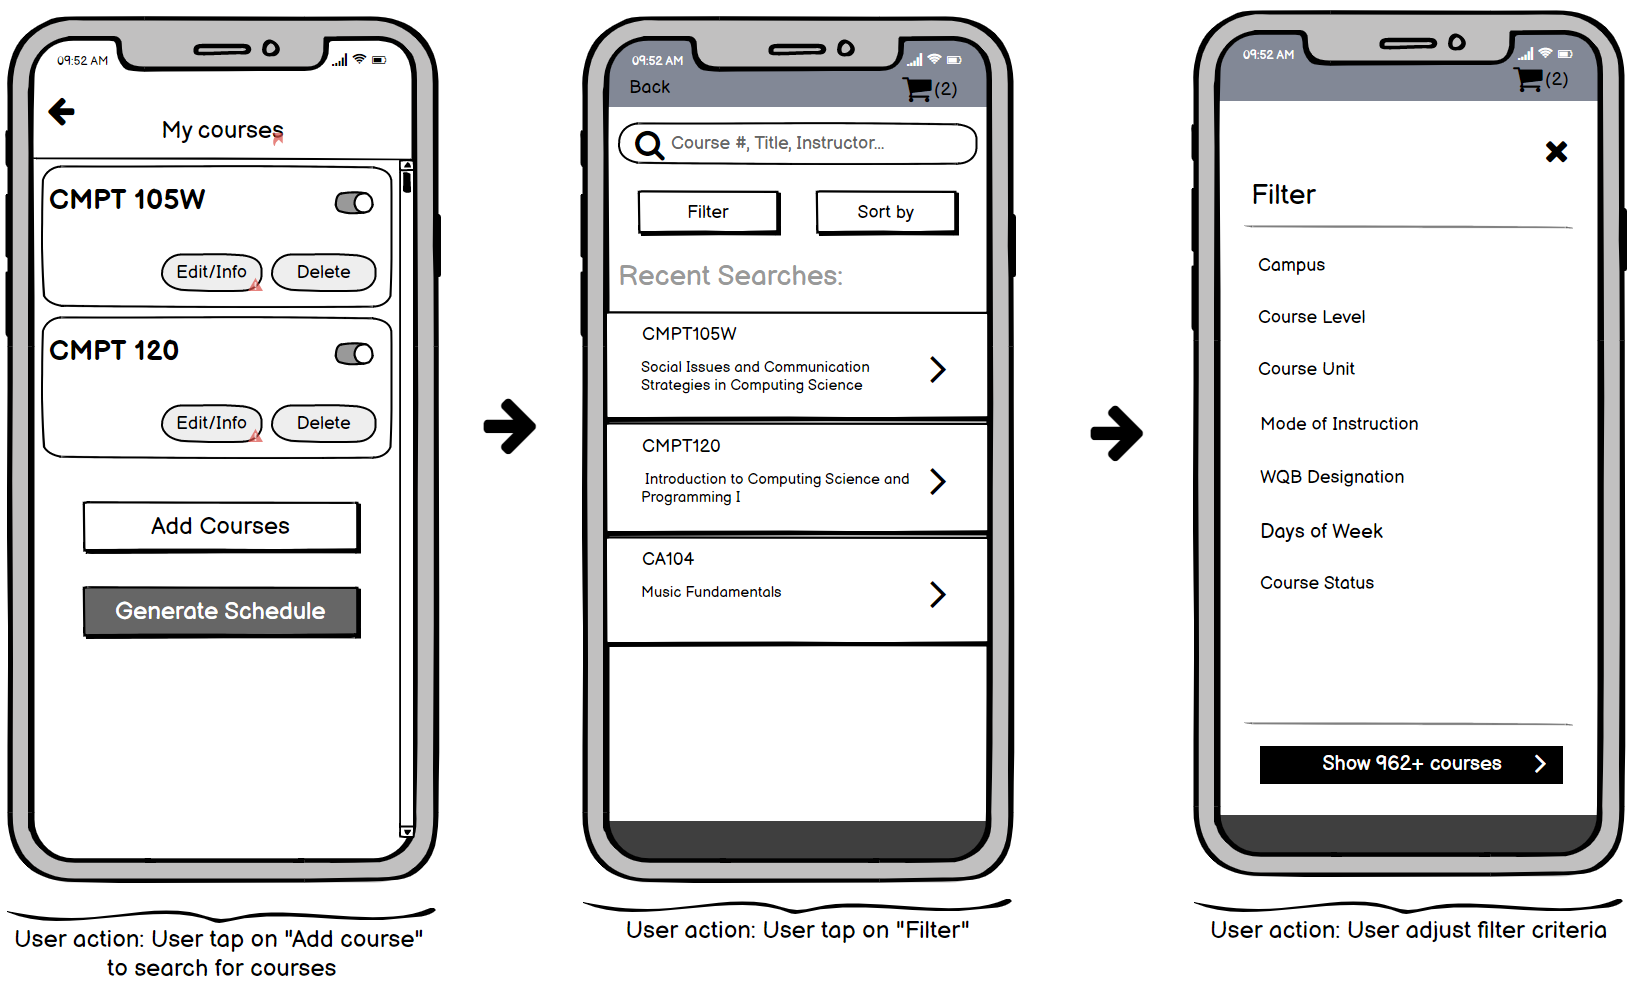 09:52 AM
My courses
CMPT 105W
Edit/Info
Delete
CMPT 120
Edit/Info
Delete
Add Courses
Generate Schedule
User action: User tap on "Add course"
to search for courses
09:52 AM
Back
(2)
Course #, Title, Instructor...
Filter
Sort by
Recent Searches:
CMPT105W
Social Issues and Communication
Strategies in Computing Science
CMPT120
Introduction to Computing Science and
Programming I
CA104
Music Fundamentals
User action: User tap on "Filter"
09:52 AM
(2)
Filter
Campus
Course Level
Course Unit
Mode of Instruction
WQB Designation
Days of Week
Course Status
Show 962+ courses
User action: User adjust filter criteria